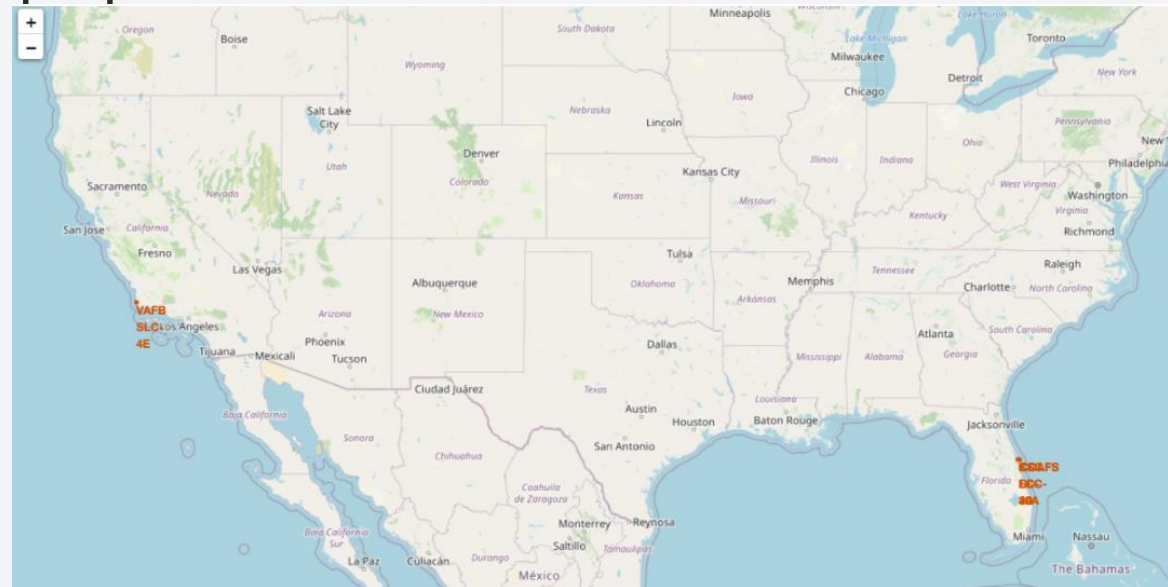 +
−
Minneapolis
Wisconsin
Lake Huron
Oregon
Boise
South Dakota
Lake Michigan
Toronto
Milwaukee
Wyoming
Detroit
New York
Iowa
Chicago
Salt Lake
City
Nebraska
Lincoln
Pennsylvania
New
Denver
Utah
Colorado
Illinois
Indiana
Ohio
Philadelphia
Kansas City
Sacramento
Nevada
Kansas
Missouri
West Virginia
Washington
Virginia
Kentucky
San Jose
California
Richmond
Fresno
Las Vegas
Tulsa
Raleigh
Albuquerque
Oklahoma
Memphis
Tennessee
Charlotte
North Carolina
VAFB
SLC-
4E
Los Angeles
Arizona
New Mexico
Arkansas
Atlanta
South Carolina
Tijuana
Mexicali
Phoenix
Tucson
Dallas
Mississippi
Alabama
Georgia
Ciudad Juárez
Texas
Baja California
Austin
Houston
Louisiana
Baton Rouge
Jacksonville
Sonora
San Antonio
Chihuahua
Florida
Coahuila
de Zaragoza
Monterrey
Reynosa
Miami
Nassau
Baja California
Sur
Saltillo
Tamaulipas
La Paz
Culiacán
Durango
México
The Bahamas